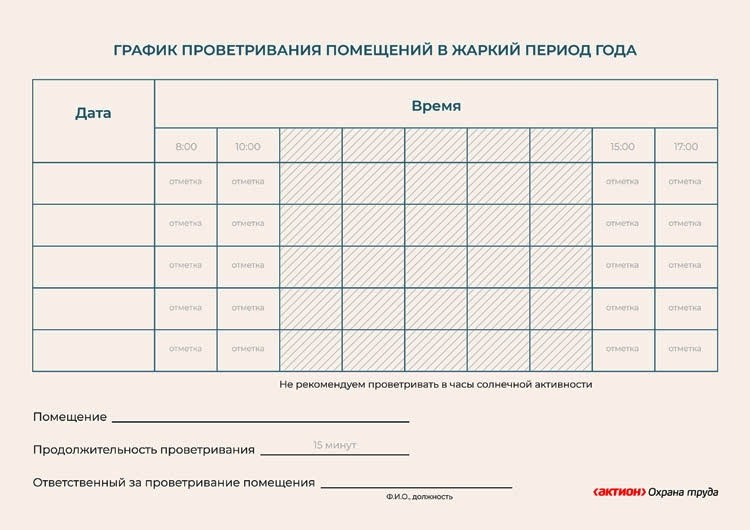 ГРАФИК ПРОВЕТРИВАНИЯ ПОМЕЩЕНИЙ В ЖАРКИЙ ПЕРИОД ГОДА
Дата Время
8:00 10:00 15:00 17:00
отметка отметка отметка отметка
отметка отметка отметка отметка
отметка отметка отметка отметка
отметка отметка отметка отметка
отметка отметка отметка отметка
Не рекомендуем проветривать в часы солнечной активности
Помещение
Продолжительность проветривания 15 минут
Ответственный за проветривание помещения
Ф.И.О., должность
актион Охрана труда